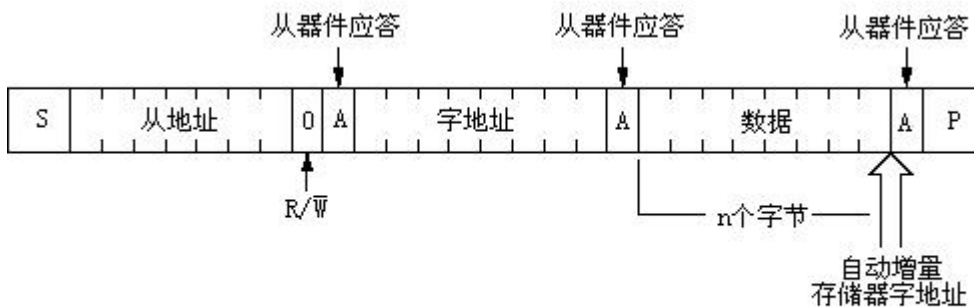 从器件应答 从器件应答 从器件应答
S 从地址 0 A 字地址 A 数据 A P
R/W̅
n个字节
自动增量
存储器字地址